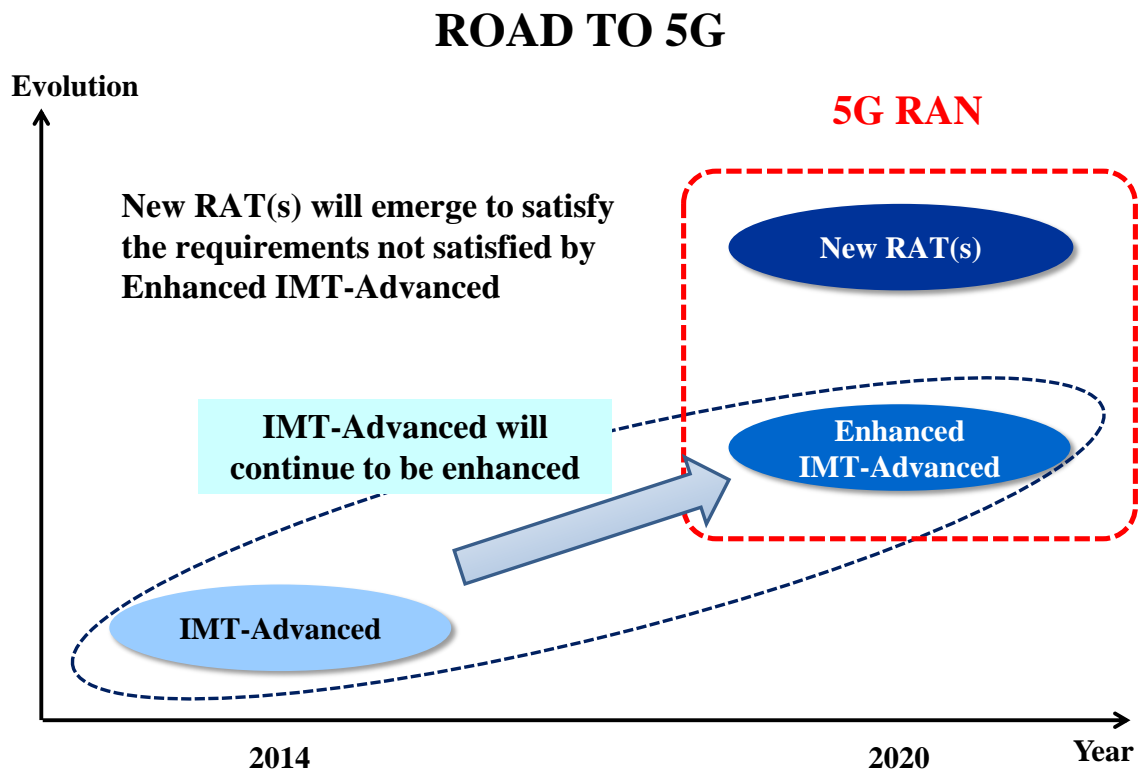 ROAD TO 5G
Evolution
5G RAN
New RAT(s) will emerge to satisfy
the requirements not satisfied by
Enhanced IMT-Advanced
New RAT(s)
IMT-Advanced will
continue to be enhanced
Enhanced
IMT-Advanced
IMT-Advanced
2014
2020
Year